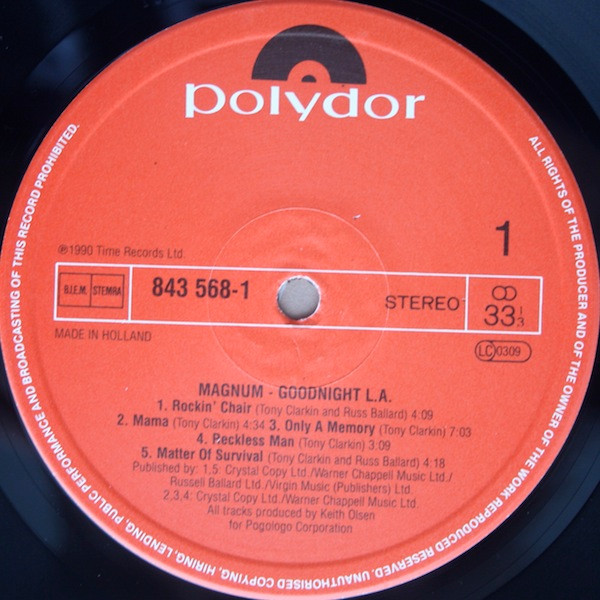 polydor
1
℗1990 Time Records Ltd.
B.I.E.M. STEMRA
843 568-1
STEREO
33 1/3
MADE IN HOLLAND
LC 0309
MAGNUM - GOODNIGHT L.A.
1. Rockin' Chair (Tony Clarkin and Russ Ballard) 4:09
2. Mama (Tony Clarkin) 4:34 3. Only A Memory (Tony Clarkin) 7:03
4. Reckless Man (Tony Clarkin) 3:09
5. Matter Of Survival (Tony Clarkin and Russ Ballard) 4:18
Published by: 1,5: Crystal Copy Ltd./Warner Chappell Music Ltd./
Russell Ballard Ltd./Virgin Music (Publishers) Ltd.
2,3,4: Crystal Copy Ltd./Warner Chappell Music Ltd.
All tracks produced by Keith Olsen
for Pogologo Corporation
ALL RIGHTS OF THE PRODUCER AND OF THE OWNER OF THE WORK REPRODUCED RESERVED. UNAUTHORISED COPYING, HIRING, LENDING, PUBLIC PERFORMANCE AND BROADCASTING OF THIS RECORD PROHIBITED.